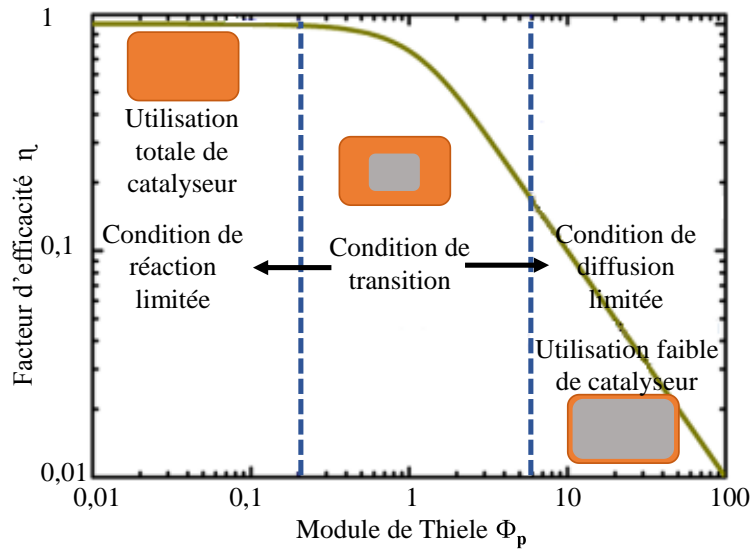 1
Utilisation
totale de
catalyseur
Facteur d'efficacité η
0,1
Condition de
réaction
limitée
Condition de
transition
Condition de
diffusion
limitée
Utilisation faible
de catalyseur
0,01
0,01
0,1
1
10
100
Module de Thiele Φp